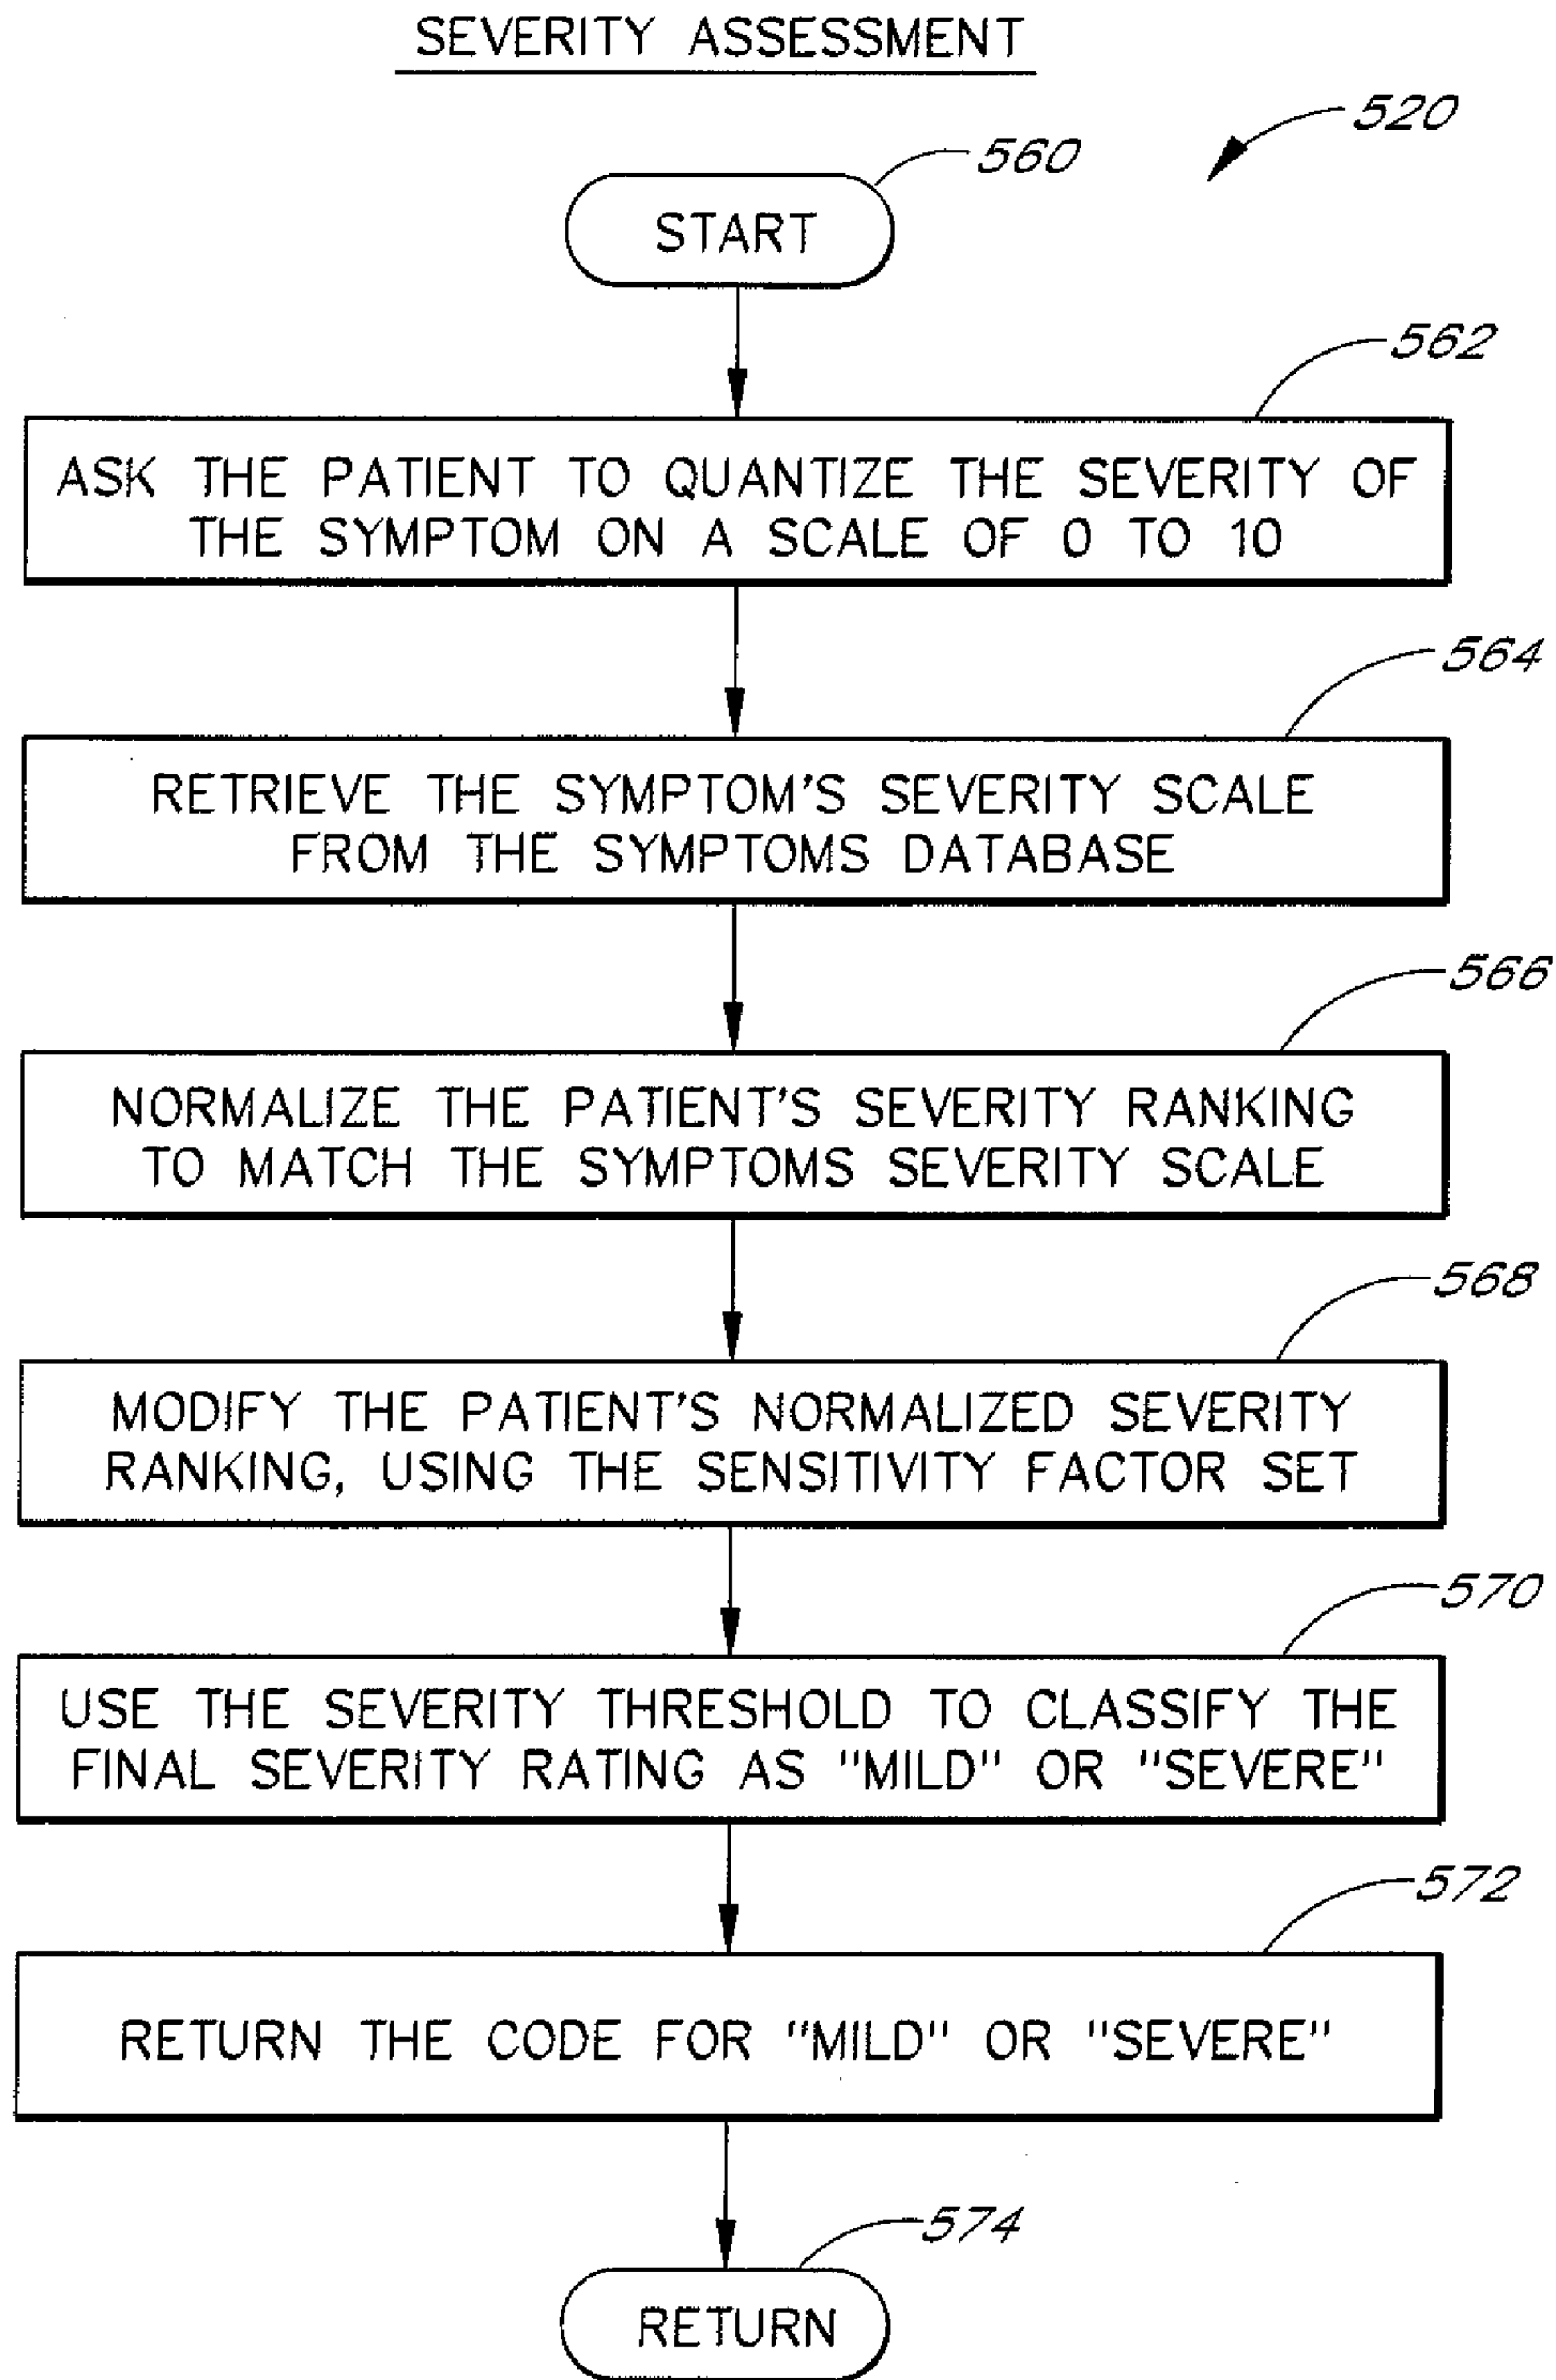 SEVERITY ASSESSMENT
520
560
START
562
ASK THE PATIENT TO QUANTIZE THE SEVERITY OF
THE SYMPTOM ON A SCALE OF 0 TO 10
564
RETRIEVE THE SYMPTOM'S SEVERITY SCALE
FROM THE SYMPTOMS DATABASE
566
NORMALIZE THE PATIENT'S SEVERITY RANKING
TO MATCH THE SYMPTOMS SEVERITY SCALE
568
MODIFY THE PATIENT'S NORMALIZED SEVERITY
RANKING, USING THE SENSITIVITY FACTOR SET
570
USE THE SEVERITY THRESHOLD TO CLASSIFY THE
FINAL SEVERITY RATING AS "MILD" OR "SEVERE"
572
RETURN THE CODE FOR "MILD" OR "SEVERE"
574
RETURN